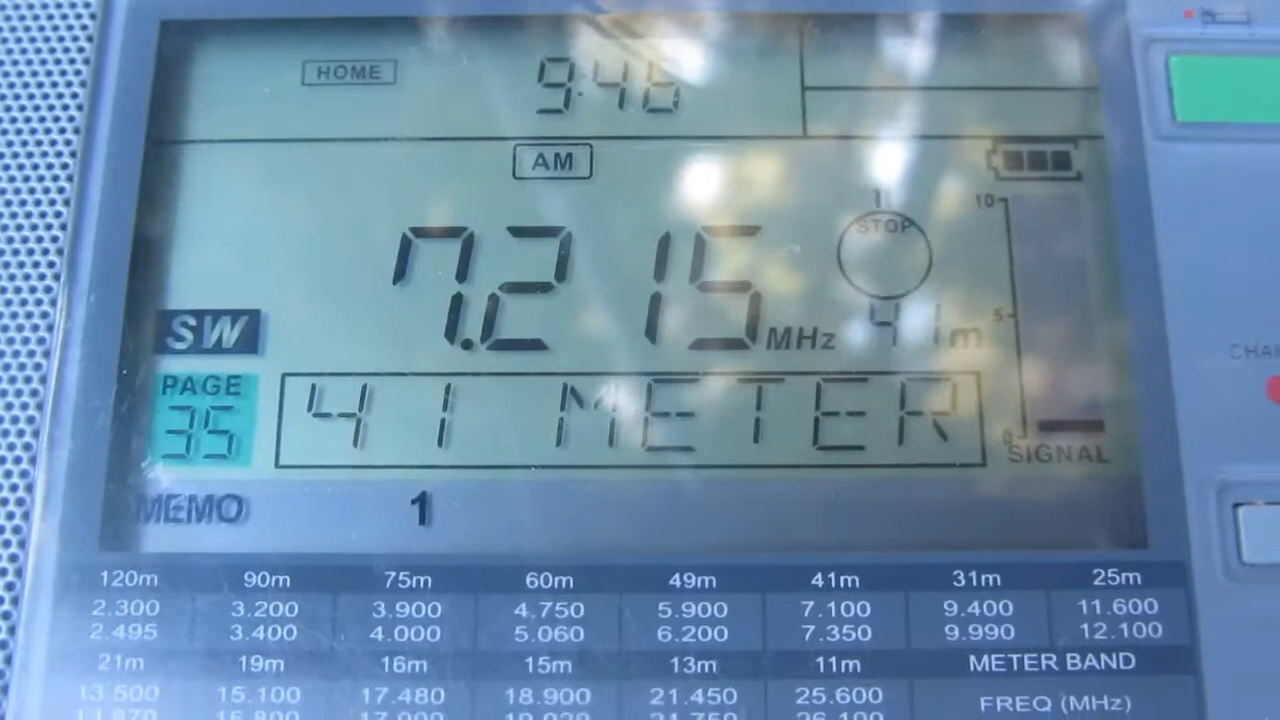 HOME 9:46
AM
10
STOP
7.215 MHz 41m
5
SW
PAGE
35
41 METER
0
SIGNAL
MEMO 1
120m 90m 75m 60m 49m 41m 31m 25m
2.300 3.200 3.900 4.750 5.900 7.100 9.400 11.600
2.495 3.400 4.000 5.060 6.200 7.350 9.990 12.100
21m 19m 16m 15m 13m 11m METER BAND
13.500 15.100 17.480 18.900 21.450 25.600 FREQ (MHz)